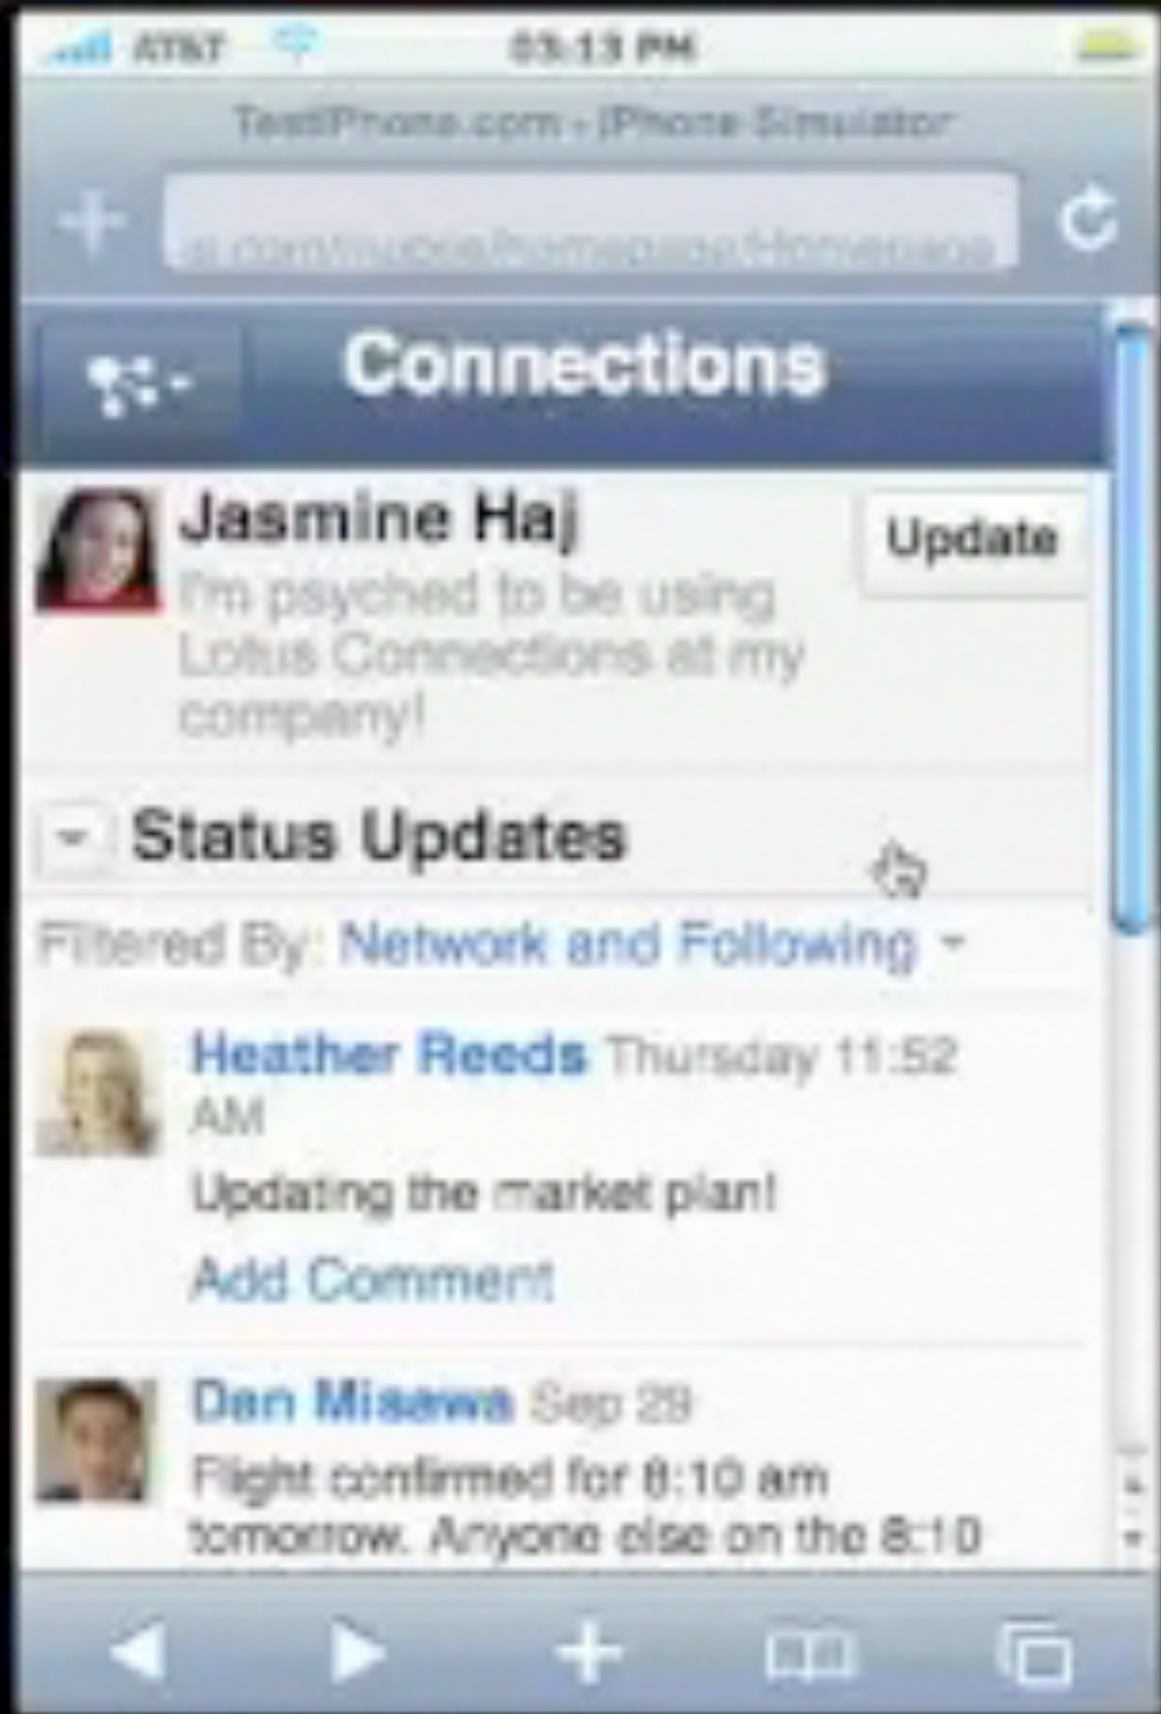 AT&T 03:13 PM
TestiPhone.com - iPhone Simulator
Connections
Jasmine Haj
Update
I'm psyched to be using
Lotus Connections at my
company!
Status Updates
Filtered By: Network and Following
Heather Reeds Thursday 11:52
AM
Updating the market plan!
Add Comment
Dan Misawa Sep 29
Flight confirmed for 8:10 am
tomorrow. Anyone else on the 8:10